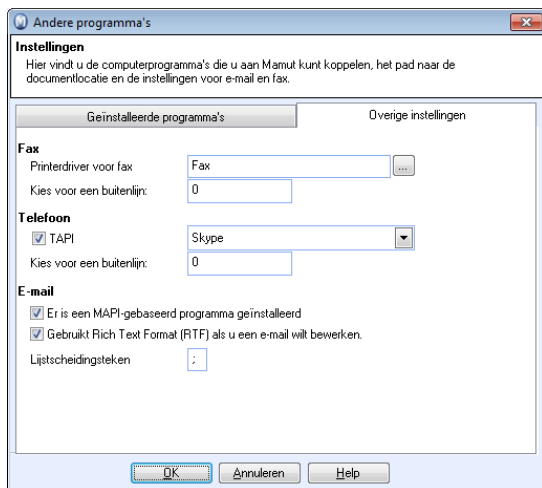 Andere programma's
Instellingen
Hier vindt u de computerprogramma's die u aan Mamut kunt koppelen, het pad naar de
documentlocatie en de instellingen voor e-mail en fax.
Geïnstalleerde programma's
Overige instellingen
Fax
Printerdriver voor fax
Fax
...
Kies voor een buitenlijn:
0
Telefoon
TAPI
Skype
Kies voor een buitenlijn:
0
E-mail
Er is een MAPI-gebaseerd programma geïnstalleerd
Gebruikt Rich Text Format (RTF) als u een e-mail wilt bewerken.
Lijstscheidingsteken
;
OK
Annuleren
Help